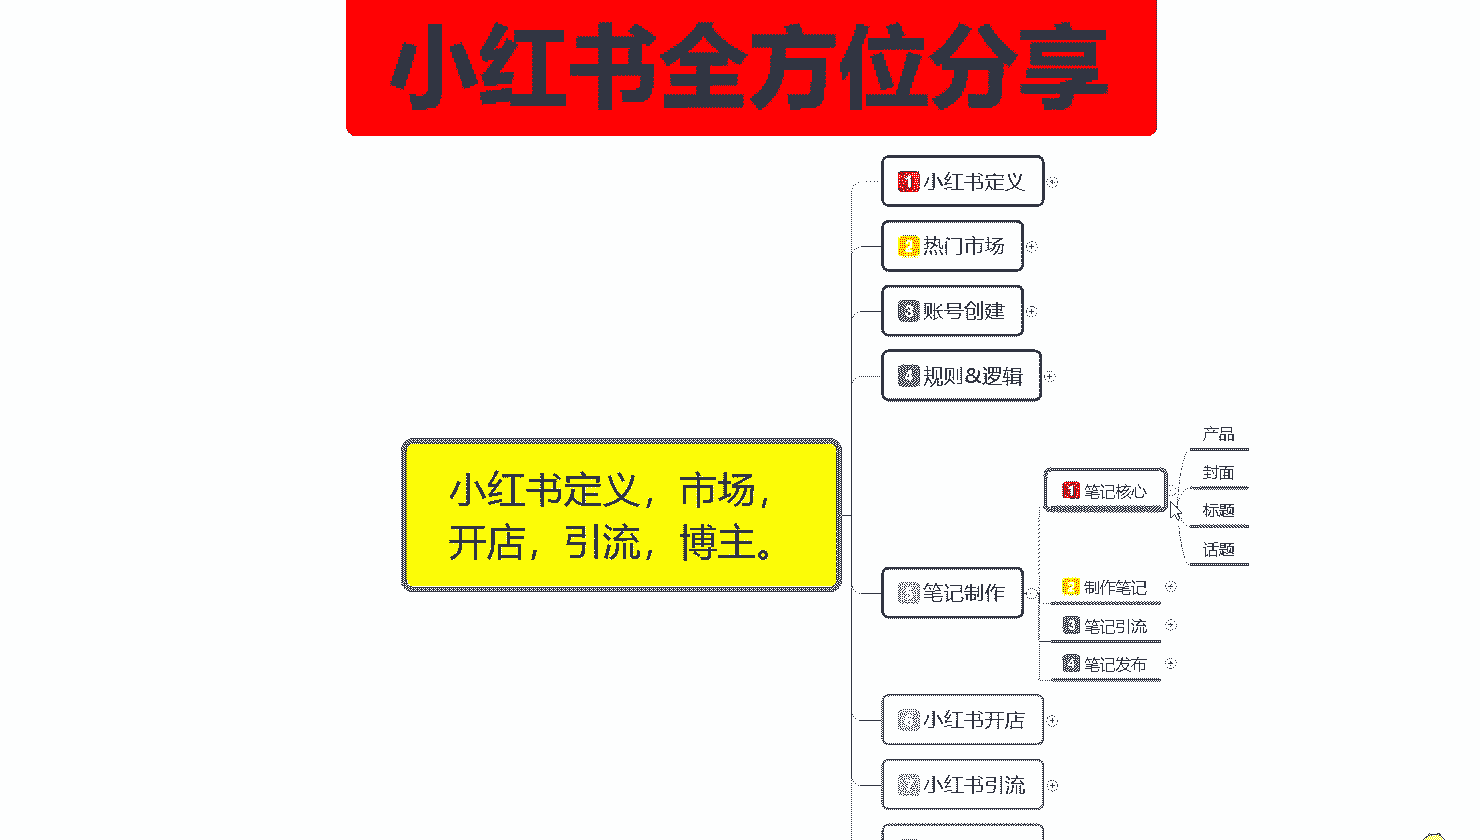 小红书全方位分享
1 小红书定义
2 热门市场
3 账号创建
4 规则&逻辑
小红书定义，市场，
开店，引流，博主。
5 笔记制作
1 笔记核心
产品
封面
标题
话题
2 制作笔记
3 笔记引流
4 笔记发布
6 小红书开店
7 小红书引流